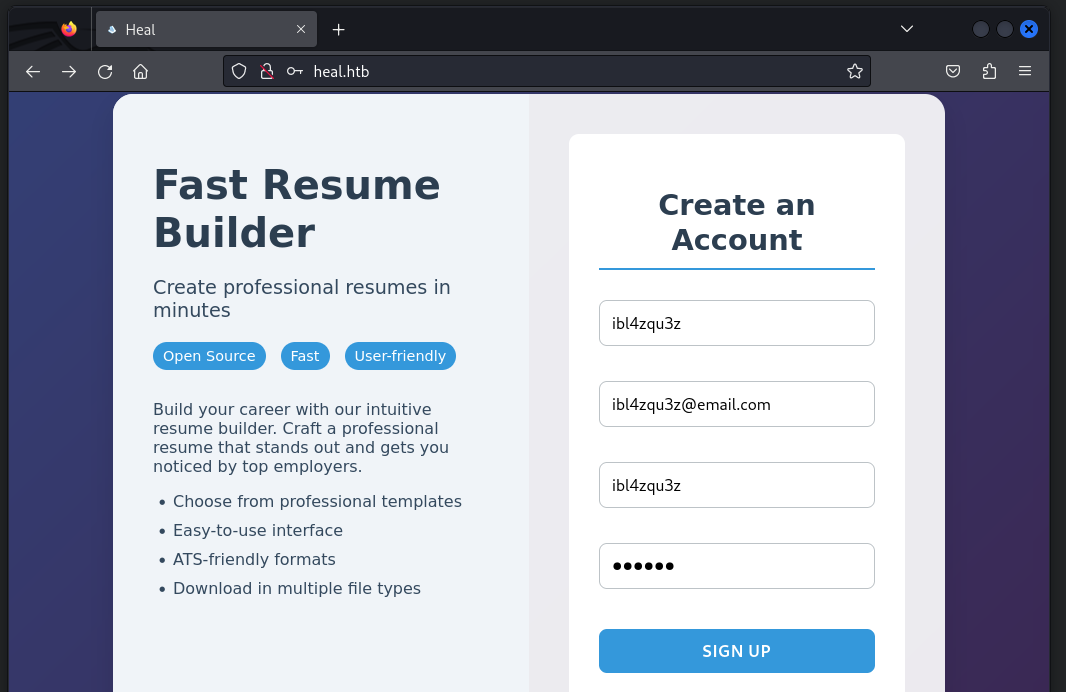 Heal
heal.htb
Fast Resume
Builder
Create professional resumes in
minutes
Open Source
Fast
User-friendly
Build your career with our intuitive
resume builder. Craft a professional
resume that stands out and gets you
noticed by top employers.
• Choose from professional templates
• Easy-to-use interface
• ATS-friendly formats
• Download in multiple file types
Create an
Account
ibl4zqu3z
ibl4zqu3z@email.com
ibl4zqu3z
●●●●●●
SIGN UP